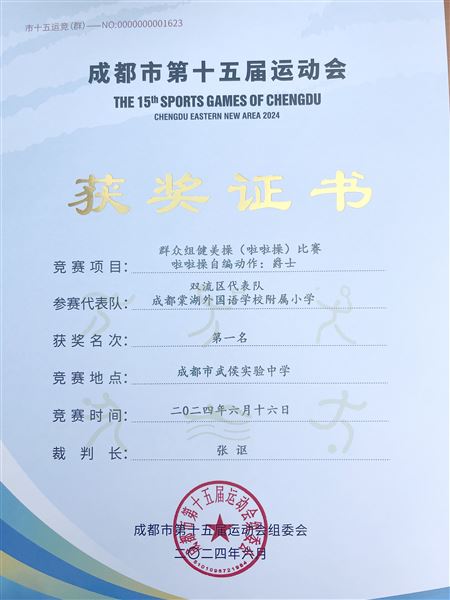 市十五运竞(群)——NO:0000000001623
成都市第十五届运动会
THE 15th SPORTS GAMES OF CHENGDU
CHENGDU EASTERN NEW AREA 2024
获奖证书
群众组健美操(啦啦操)比赛
竞赛项目: 啦啦操自编动作:爵士
双流区代表队
参赛代表队: 成都棠湖外国语学校附属小学
获奖名次: 第一名
竞赛地点: 成都市武侯实验中学
竞赛时间: 二〇二四年六月十六日
裁判长: 张讴
成都市第十五届运动会组委会
二〇二四年六月
5101098721984